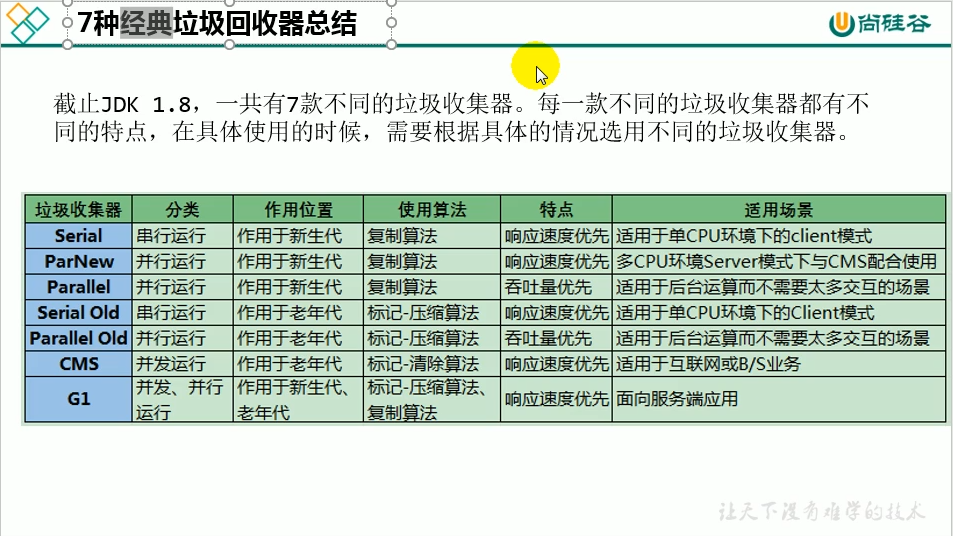 7种经典垃圾回收器总结
尚硅谷
截止JDK 1.8，一共有7款不同的垃圾收集器。每一款不同的垃圾收集器都有不
同的特点，在具体使用的时候，需要根据具体的情况选用不同的垃圾收集器。
垃圾收集器 分类 作用位置 使用算法 特点 适用场景
Serial 串行运行 作用于新生代 复制算法 响应速度优先 适用于单CPU环境下的client模式
ParNew 并行运行 作用于新生代 复制算法 响应速度优先 多CPU环境Server模式下与CMS配合使用
Parallel 并行运行 作用于新生代 复制算法 吞吐量优先 适用于后台运算而不需要太多交互的场景
Serial Old 串行运行 作用于老年代 标记-压缩算法 响应速度优先 适用于单CPU环境下的Client模式
Parallel Old 并行运行 作用于老年代 标记-压缩算法 吞吐量优先 适用于后台运算而不需要太多交互的场景
CMS 并发运行 作用于老年代 标记-清除算法 响应速度优先 适用于互联网或B/S业务
G1 并发、并行 作用于新生代、 标记-压缩算法、 响应速度优先 面向服务端应用
运行 老年代 复制算法
让天下没有难学的技术